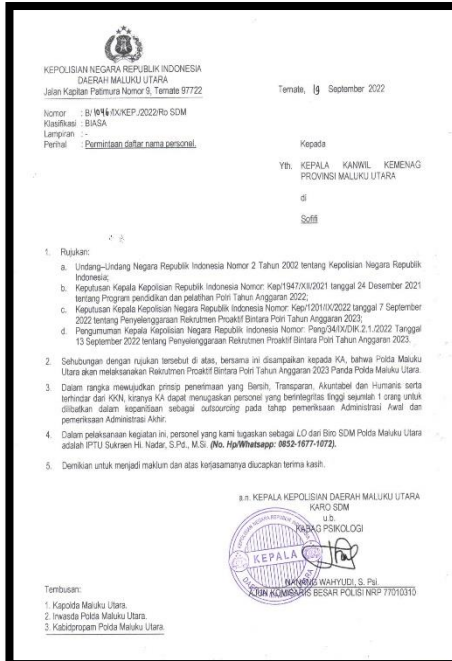 KEPOLISIAN NEGARA REPUBLIK INDONESIA
DAERAH MALUKU UTARA
Jalan Kapitan Patimura Nomor 9, Ternate 97722
Ternate, 19 September 2022
Nomor : B/1046/IX/KEP./2022/Ro SDM
Klasifikasi : BIASA
Lampiran : -
Perihal : Permintaan daftar nama personel.
Kepada
Yth. KEPALA KANWIL KEMENAG
PROVINSI MALUKU UTARA
di
Sofifi
1. Rujukan:
a. Undang–Undang Negara Republik Indonesia Nomor 2 Tahun 2002 tentang Kepolisian Negara Republik
Indonesia;
b. Keputusan Kepala Kepolisian Republik Indonesia Nomor: Kep/1947/XII/2021 tanggal 24 Desember 2021
tentang Program pendidikan dan pelatihan Polri Tahun Anggaran 2022;
c. Keputusan Kepala Kepolisian Negara Republik Indonesia Nomor: Kep/1201/IX/2022 tanggal 7 September
2022 tentang Penyelenggaraan Rekrutmen Proaktif Bintara Polri Tahun Anggaran 2023;
d. Pengumuman Kepala Kepolisian Negara Republik Indonesia Nomor: Peng/34/IX/DIK.2.1./2022 Tanggal
13 September 2022 tentang Penyelenggaraan Rekrutmen Proaktif Bintara Polri Tahun Anggaran 2023.
2. Sehubungan dengan rujukan tersebut di atas, bersama ini disampaikan kepada KA, bahwa Polda Maluku
Utara akan melaksanakan Rekrutmen Proaktif Bintara Polri Tahun Anggaran 2023 Panda Polda Maluku Utara.
3. Dalam rangka mewujudkan prinsip penerimaan yang Bersih, Transparan, Akuntabel dan Humanis serta
terhindar dari KKN, kiranya KA dapat menugaskan personel yang berintegritas tinggi sejumlah 1 orang untuk
dilibatkan dalam kepanitiaan sebagai outsourcing pada tahap pemeriksaan Administrasi Awal dan
pemeriksaan Administrasi Akhir.
4. Dalam pelaksanaan kegiatan ini, personel yang kami tugaskan sebagai LO dari Biro SDM Polda Maluku Utara
adalah IPTU Sukraen Hi. Nadar, S.Pd., M.Si. (No. Hp/Whatsapp: 0852-1677-1072).
5. Demikian untuk menjadi maklum dan atas kerjasamanya diucapkan terima kasih.
a.n. KEPALA KEPOLISIAN DAERAH MALUKU UTARA
KARO SDM
u.b.
KABAG PSIKOLOGI
KEPALA
NANANG WAHYUDI, S. Psi.
AJUN KOMISARIS BESAR POLISI NRP 77010310
Tembusan:
1. Kapolda Maluku Utara.
2. Irwasda Polda Maluku Utara.
3. Kabidpropam Polda Maluku Utara.